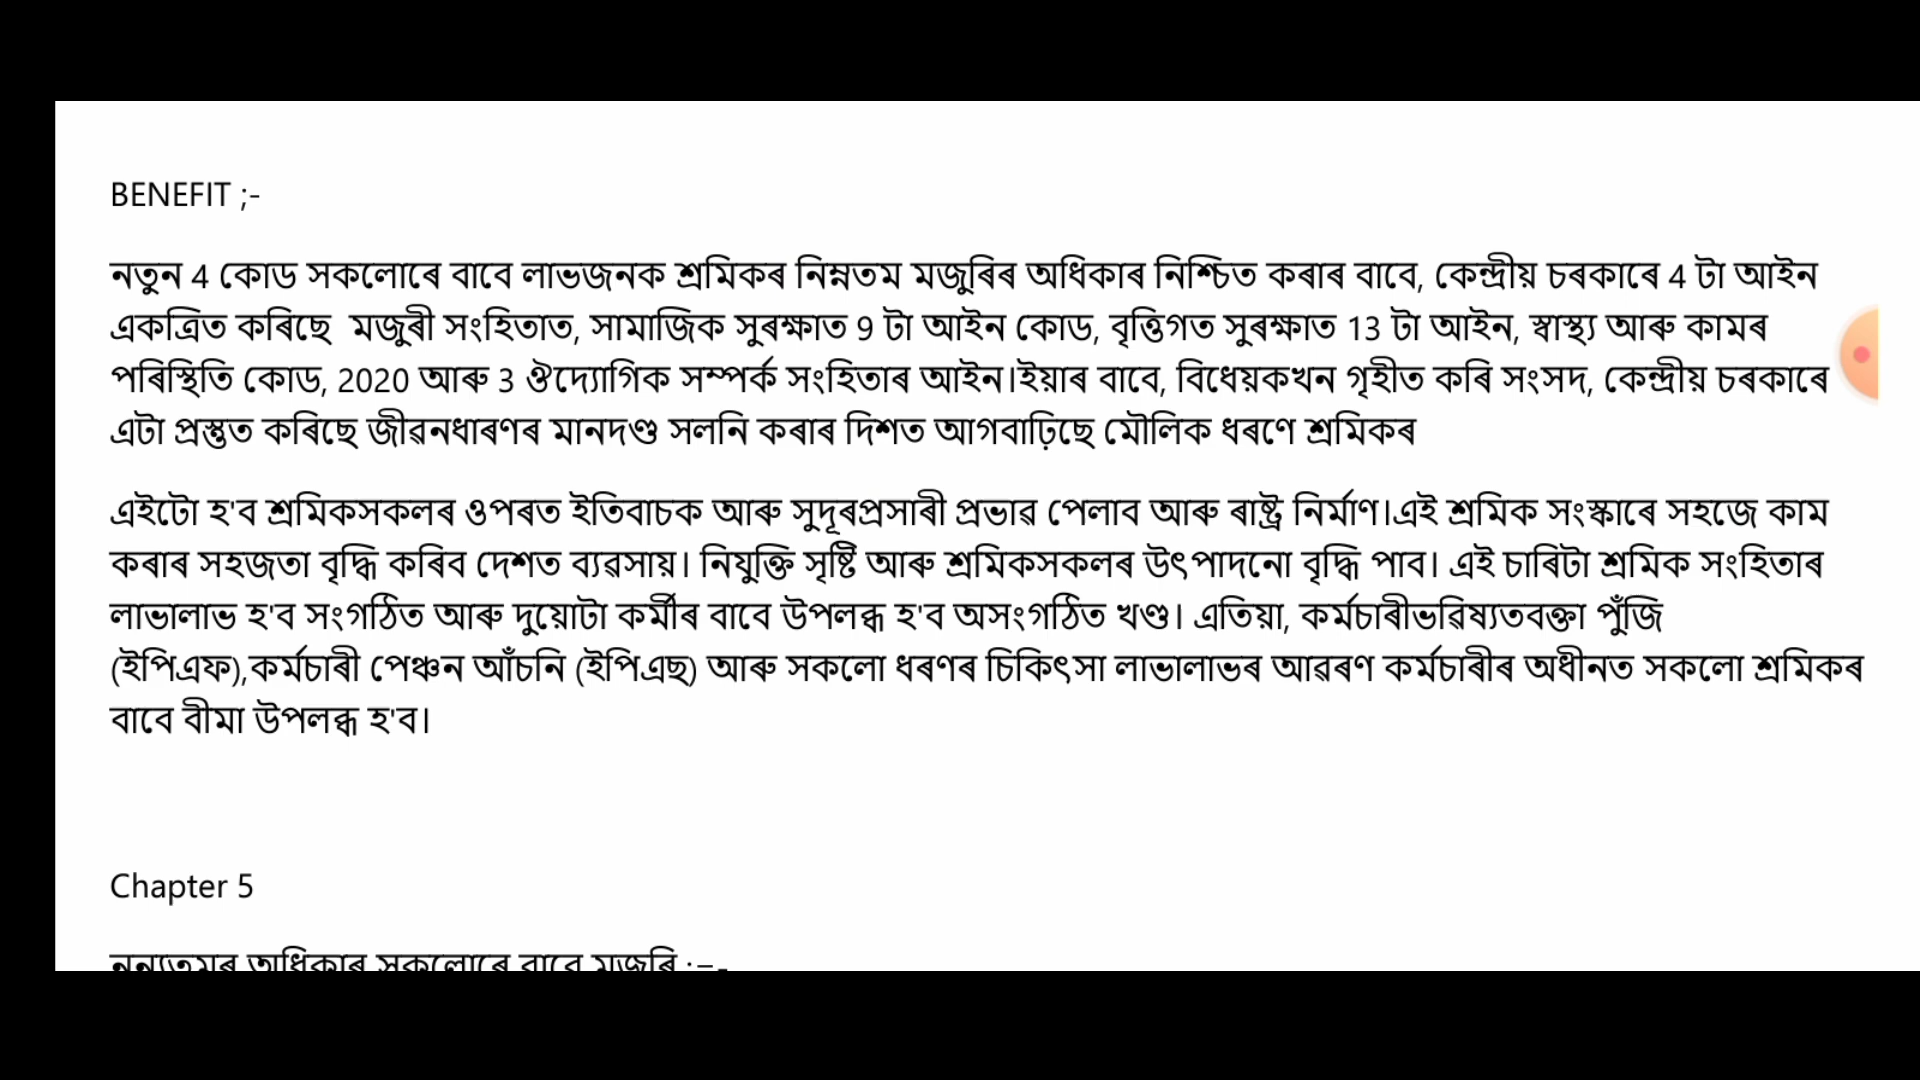 BENEFIT ;-
নতুন 4 কোড সকলোৰে বাবে লাভজনক শ্ৰমিকৰ নিম্নতম মজুৰিৰ অধিকাৰ নিশ্চিত কৰাৰ বাবে, কেন্দ্ৰীয় চৰকাৰে 4 টা আইন
একত্ৰিত কৰিছে  মজুৰী সংহিতাত, সামাজিক সুৰক্ষাত 9 টা আইন কোড, বৃত্তিগত সুৰক্ষাত 13 টা আইন, স্বাস্থ্য আৰু কামৰ
পৰিস্থিতি কোড, 2020 আৰু 3 ঔদ্যোগিক সম্পৰ্ক সংহিতাৰ আইন।ইয়াৰ বাবে, বিধেয়কখন গৃহীত কৰি সংসদ, কেন্দ্ৰীয় চৰকাৰে
এটা প্ৰস্তুত কৰিছে জীৱনধাৰণৰ মানদণ্ড সলনি কৰাৰ দিশত আগবাঢ়িছে মৌলিক ধৰণে শ্ৰমিকৰ
এইটো হ'ব শ্ৰমিকসকলৰ ওপৰত ইতিবাচক আৰু সুদূৰপ্ৰসাৰী প্ৰভাৱ পেলাব আৰু ৰাষ্ট্ৰ নিৰ্মাণ।এই শ্ৰমিক সংস্কাৰে সহজে কাম
কৰাৰ সহজতা বৃদ্ধি কৰিব দেশত ব্যৱসায়। নিযুক্তি সৃষ্টি আৰু শ্ৰমিকসকলৰ উৎপাদনো বৃদ্ধি পাব। এই চাৰিটা শ্ৰমিক সংহিতাৰ
লাভালাভ হ'ব সংগঠিত আৰু দুয়োটা কৰ্মীৰ বাবে উপলব্ধ হ'ব অসংগঠিত খণ্ড। এতিয়া, কৰ্মচাৰীভৱিষ্যতবক্তা পুঁজি
(ইপিএফ),কৰ্মচাৰী পেঞ্চন আঁচনি (ইপিএছ) আৰু সকলো ধৰণৰ চিকিৎসা লাভালাভৰ আৱৰণ কৰ্মচাৰীৰ অধীনত সকলো শ্ৰমিকৰ
বাবে বীমা উপলব্ধ হ'ব।
Chapter 5
অধিকাৰ সকলোৰে বাবে মজুৰি :=-